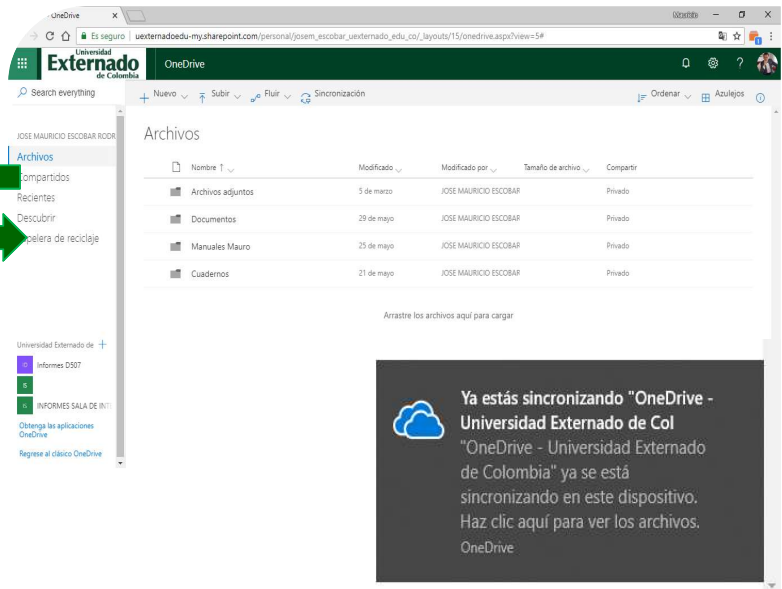 OneDrive
Es seguro | uexternadoedu-my.sharepoint.com/personal/josem_escobar_uexternado_edu_co/_layouts/15/onedrive.aspx?view=5#
Universidad
Externado
de Colombia
OneDrive
Search everything
Nuevo Subir Fluir Sincronización Ordenar Azulejos
JOSE MAURICIO ESCOBAR RODR
Archivos
Compartidos
Recientes
Descubrir
pelera de reciclaje
Archivos
Nombre ↑ Modificado Modificado por Tamaño de archivo Compartir
Archivos adjuntos 5 de marzo JOSE MAURICIO ESCOBAR Privado
Documentos 29 de mayo JOSE MAURICIO ESCOBAR Privado
Manuales Mauro 25 de mayo JOSE MAURICIO ESCOBAR Privado
Cuadernos 21 de mayo JOSE MAURICIO ESCOBAR Privado
Arrastre los archivos aquí para cargar
Universidad Externado de +
Informes D507
INFORMES SALA DE INT
Obtenga las aplicaciones
OneDrive
Regrese al clásico OneDrive
Ya estás sincronizando "OneDrive -
Universidad Externado de Col
"OneDrive - Universidad Externado
de Colombia" ya se está
sincronizando en este dispositivo.
Haz clic aquí para ver los archivos.
OneDrive